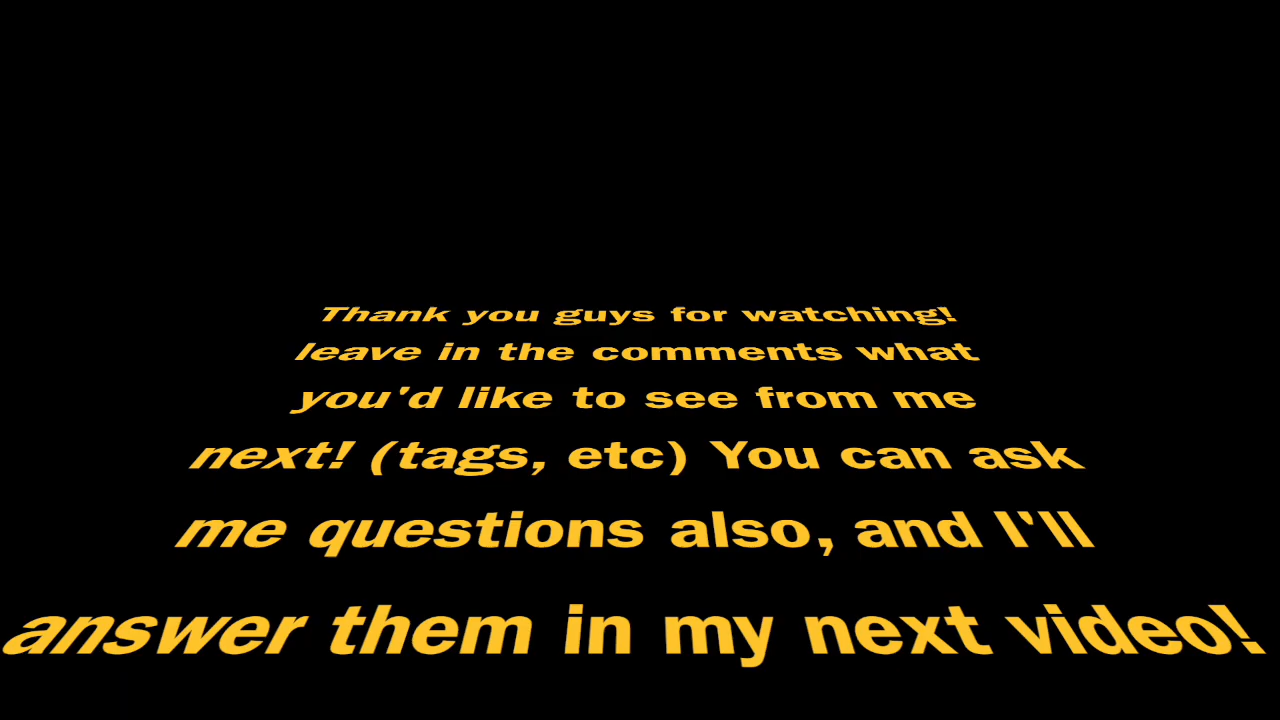 Thank you guys for watching!
leave in the comments what
you'd like to see from me
next! (tags, etc) You can ask
me questions also, and I'll
answer them in my next video!